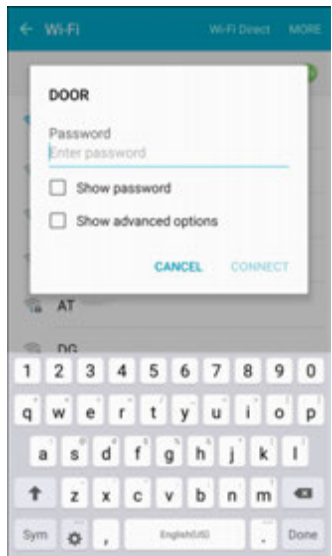 Wi-Fi Wi-Fi Direct MORE
DOOR
Password
Enter password
Show password
Show advanced options
CANCEL CONNECT
AT
DG
1 2 3 4 5 6 7 8 9 0
q w e r t y u i o p
a s d f g h j k l
z x c v b n m
Sym , English(US) . Done